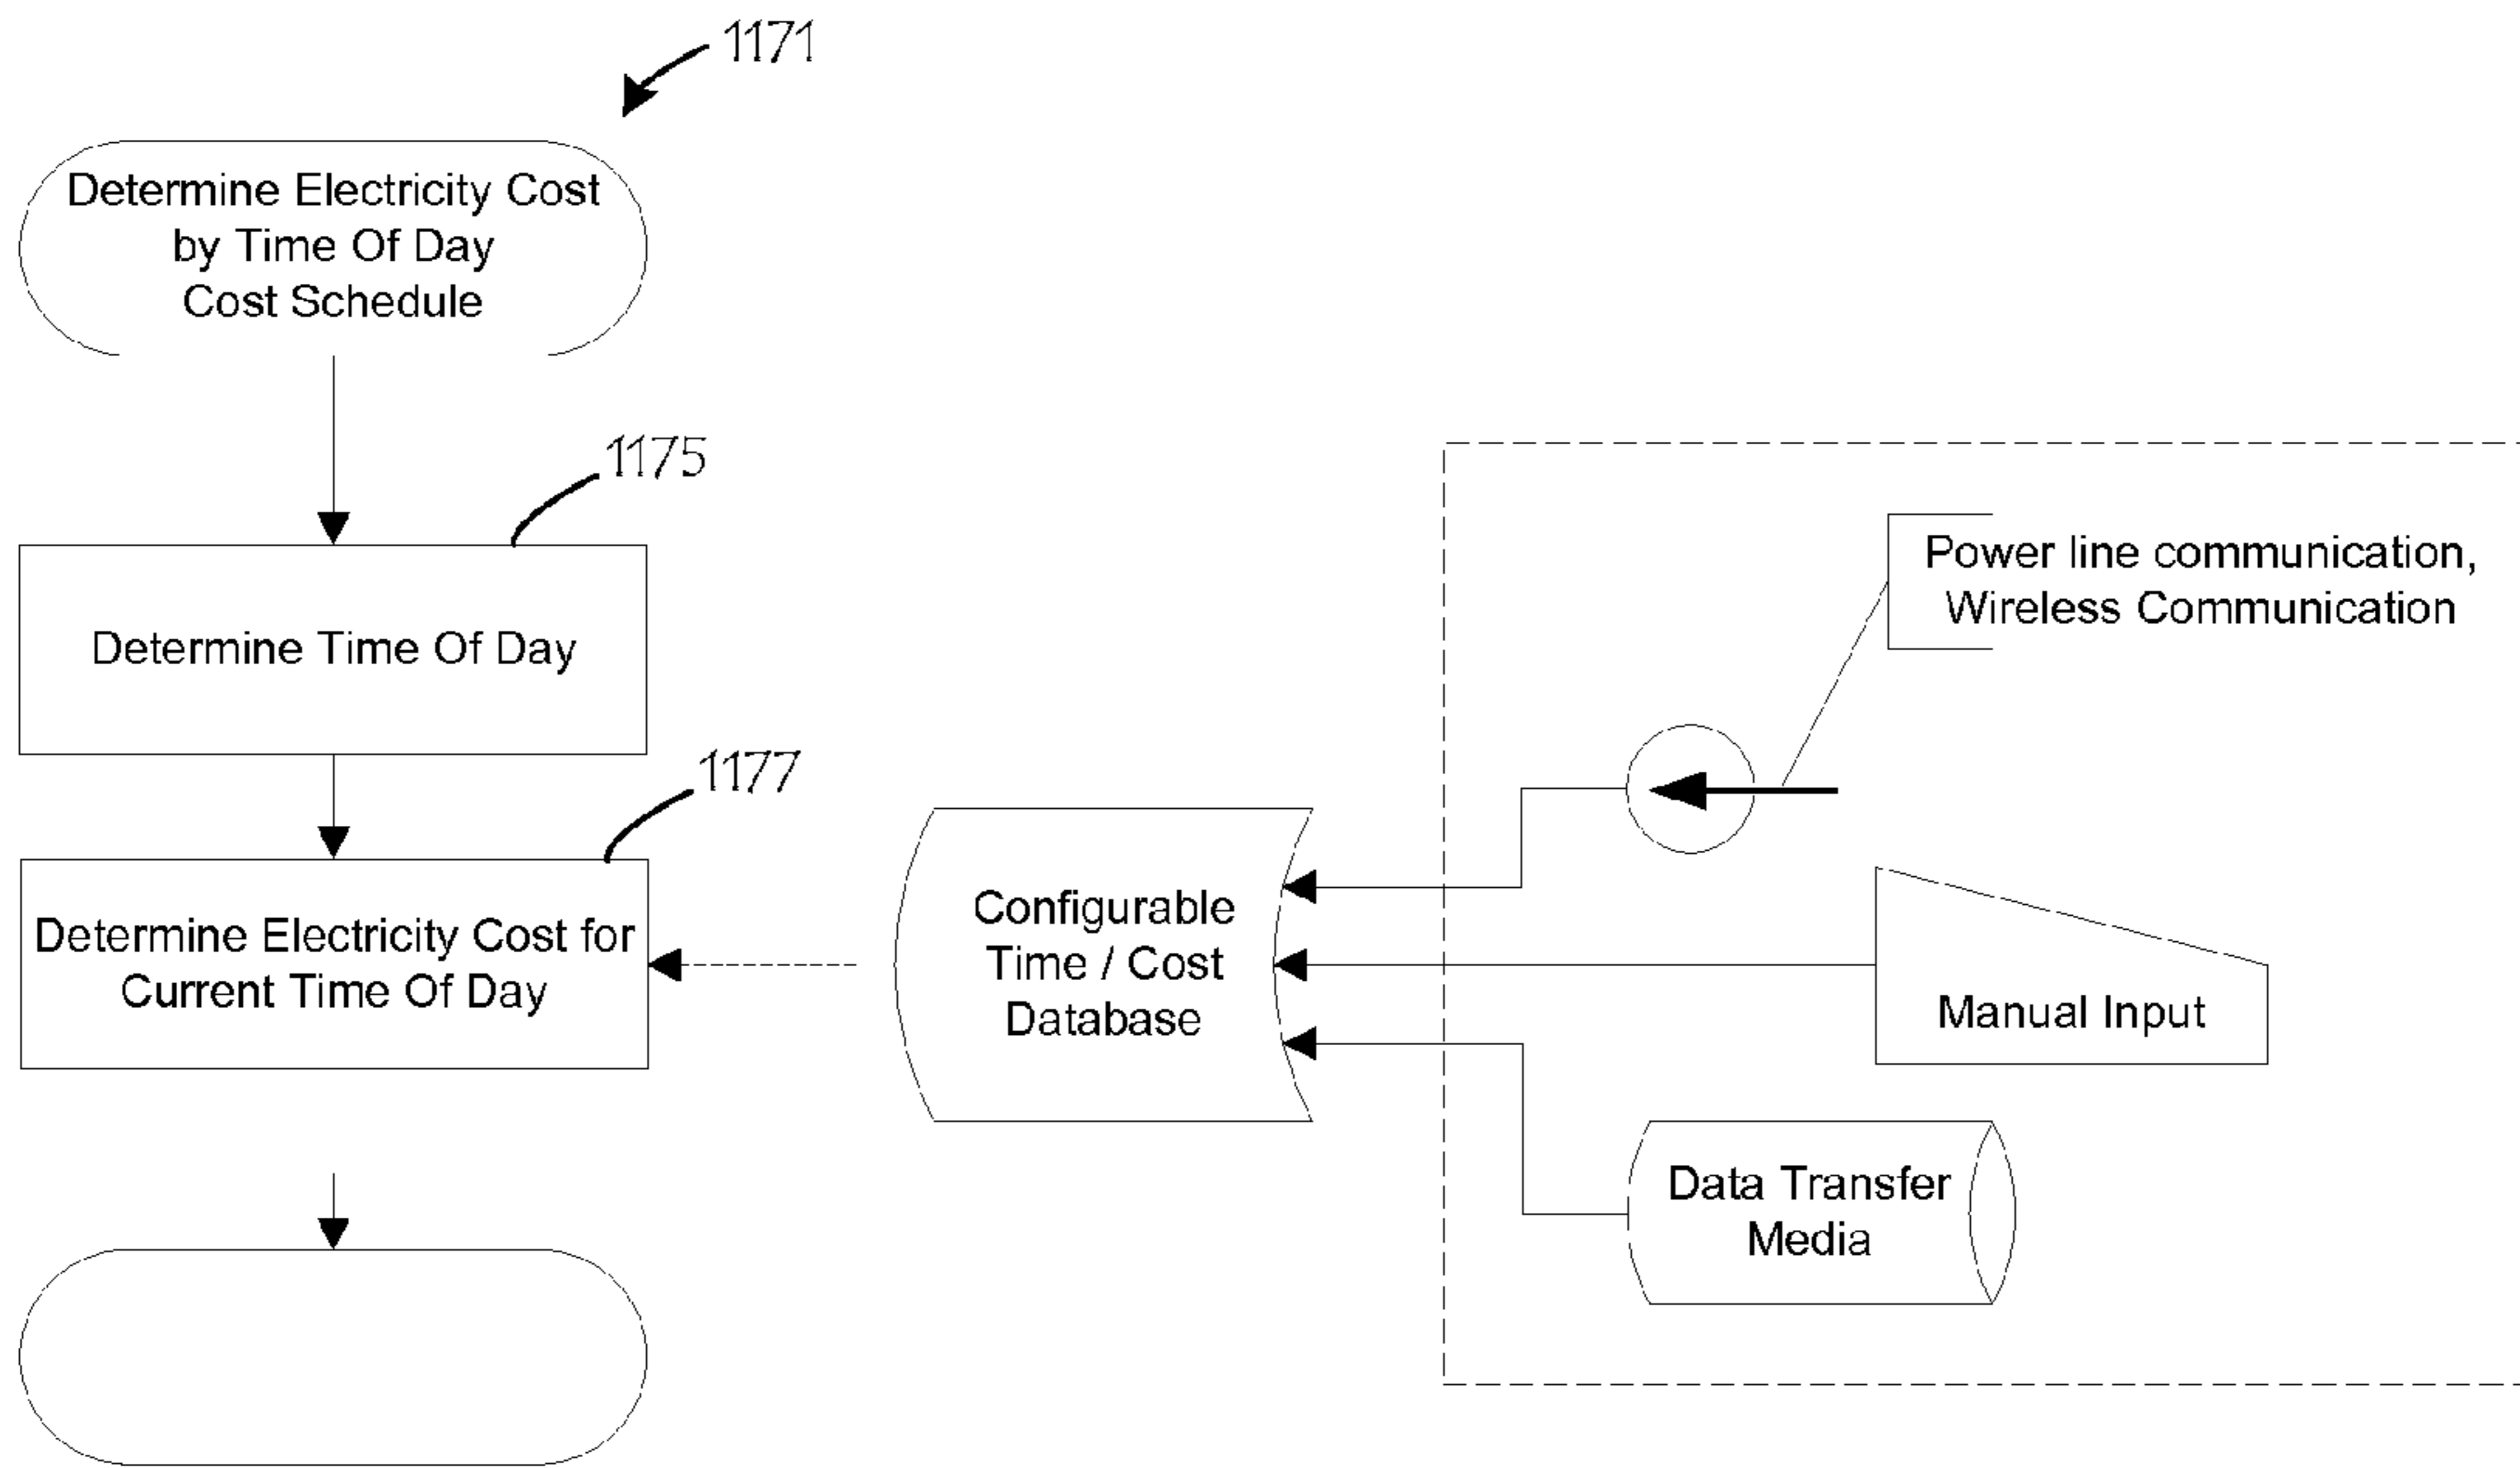 1171
Determine Electricity Cost
by Time Of Day
Cost Schedule
1175
Determine Time Of Day
1177
Determine Electricity Cost for
Current Time Of Day
Configurable
Time / Cost
Database
Power line communication,
Wireless Communication
Manual Input
Data Transfer
Media